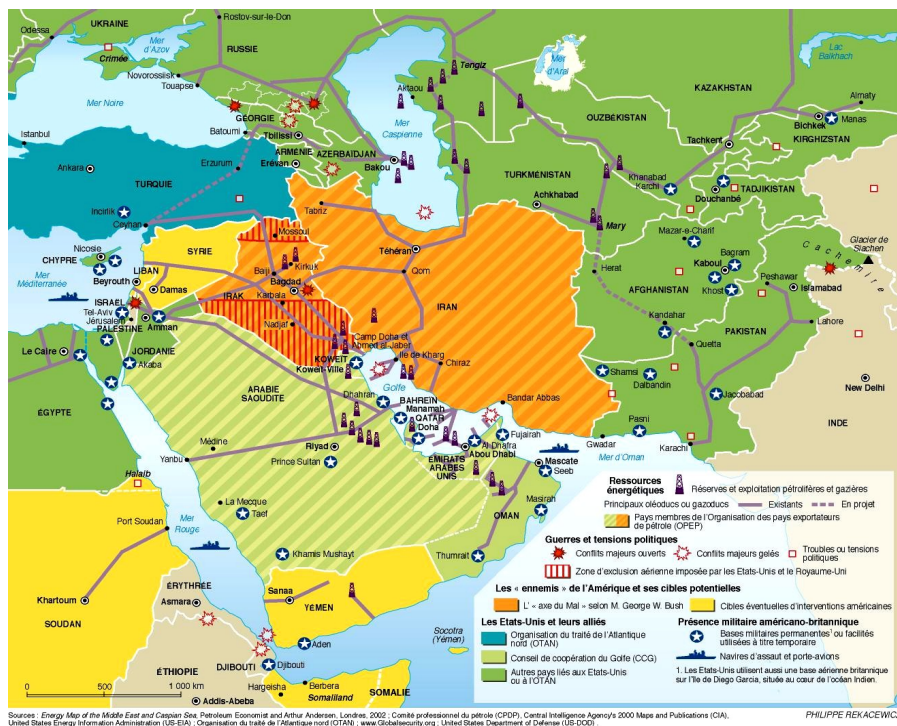 UKRAINE
Rostov-sur-le-Don
Odessa
Mer
d'Azov
RUSSIE
Crimée
Novorossiisk
Touapse
Mer Noire
Tengiz
Aktaou
Mer
d'Aral
Lac
Balkhach
KAZAKHSTAN
Almaty
Bichkek
Manas
KIRGHIZSTAN
OUZBÉKISTAN
Tachkent
Istanbul
GÉORGIE
Batoumi
Tbilissi
Mer
Caspienne
ARMÉNIE
Erévan
AZERBAÏDJAN
Bakou
Erzurum
Ankara
TURQUIE
TURKMÉNISTAN
Achkhabad
Khanabad
Karchi
Douchanbé
TADJIKISTAN
Mary
Incirlik
Ceyhan
Tabriz
Mossoul
Téhéran
Mazar-e-Charif
Nicosie
CHYPRE
SYRIE
LIBAN
Beyrouth
Damas
Kirkuk
Baiji
Bagdad
Qom
Herat
Bagram
Kaboul
Khost
Peshawar
Islamabad
Cachemire
Glacier de
Siachen
Mer
Méditerranée
ISRAEL
Tel-Aviv
Jérusalem
PALESTINE
Amman
IRAK
Karbala
Nadjaf
IRAN
AFGHANISTAN
Kandahar
PAKISTAN
Lahore
Quetta
Le Caire
JORDANIE
Akaba
Camp Doha et
Ahmed al-Jaber
KOWEÏT
Koweït-Ville
Ile de Kharg
Chiraz
Shamsi
Dalbandin
Jacobabad
New Delhi
INDE
ÉGYPTE
ARABIE
SAOUDITE
Golfe
Dhahran
BAHREÏN
Manamah
QATAR
Doha
Bandar Abbas
Pasni
Gwadar
Karachi
Médine
Yanbu
Riyad
Prince Sultan
Al Dhafra
Abou Dhabi
ÉMIRATS
ARABES
UNIS
Fujairah
Mascate
Seeb
Mer d'Oman
Halaib
La Mecque
Taef
Masirah
OMAN
Port Soudan
Mer
Rouge
Khamis Mushayt
Thumrait
Khartoum
SOUDAN
ÉRYTHRÉE
Asmara
Sanaa
YÉMEN
Aden
Socotra
(Yémen)
ÉTHIOPIE
DJIBOUTI
Djibouti
Addis-Abeba
Hargeisha
Berbera
Somaliland
SOMALIE
0
500
1 000 km
Ressources
énergétiques
Réserves et exploitation pétrolifères et gazières
Principaux oléoducs ou gazoducs
Existants
En projet
Pays membres de l'Organisation des pays exportateurs
de pétrole (OPEP)
Guerres et tensions politiques
Conflits majeurs ouverts
Conflits majeurs gelés
Troubles ou tensions
politiques
Zone d'exclusion aérienne imposée par les Etats-Unis et le Royaume-Uni
Les « ennemis » de l'Amérique et ses cibles potentielles
L' « axe du Mal » selon M. George W. Bush
Cibles éventuelles d'interventions américaines
Les Etats-Unis et leurs alliés
Organisation du traité de l'Atlantique
nord (OTAN)
Conseil de coopération du Golfe (CCG)
Autres pays liés aux Etats-Unis
ou à l'OTAN
Présence militaire américano-britannique
Bases militaires permanentes¹ ou facilités
utilisées à titre temporaire
Navires d'assaut et porte-avions
1. Les Etats-Unis utilisent aussi une base aérienne britannique
sur l'île de Diego Garcia, située au cœur de l'océan Indien.
Sources : Energy Map of the Middle East and Caspian Sea, Petroleum Economist and Arthur Andersen, Londres, 2002 ; Comité professionnel du pétrole (CPDP), Central Intelligence Agency's 2000 Maps and Publications (CIA),
United States Energy Information Administration (US-EIA) ; Organisation du traité de l'Atlantique nord (OTAN) ; www.Globalsecurity.org ; United States Department of Defense (US-DOD) .
PHILIPPE REKACEWICZ